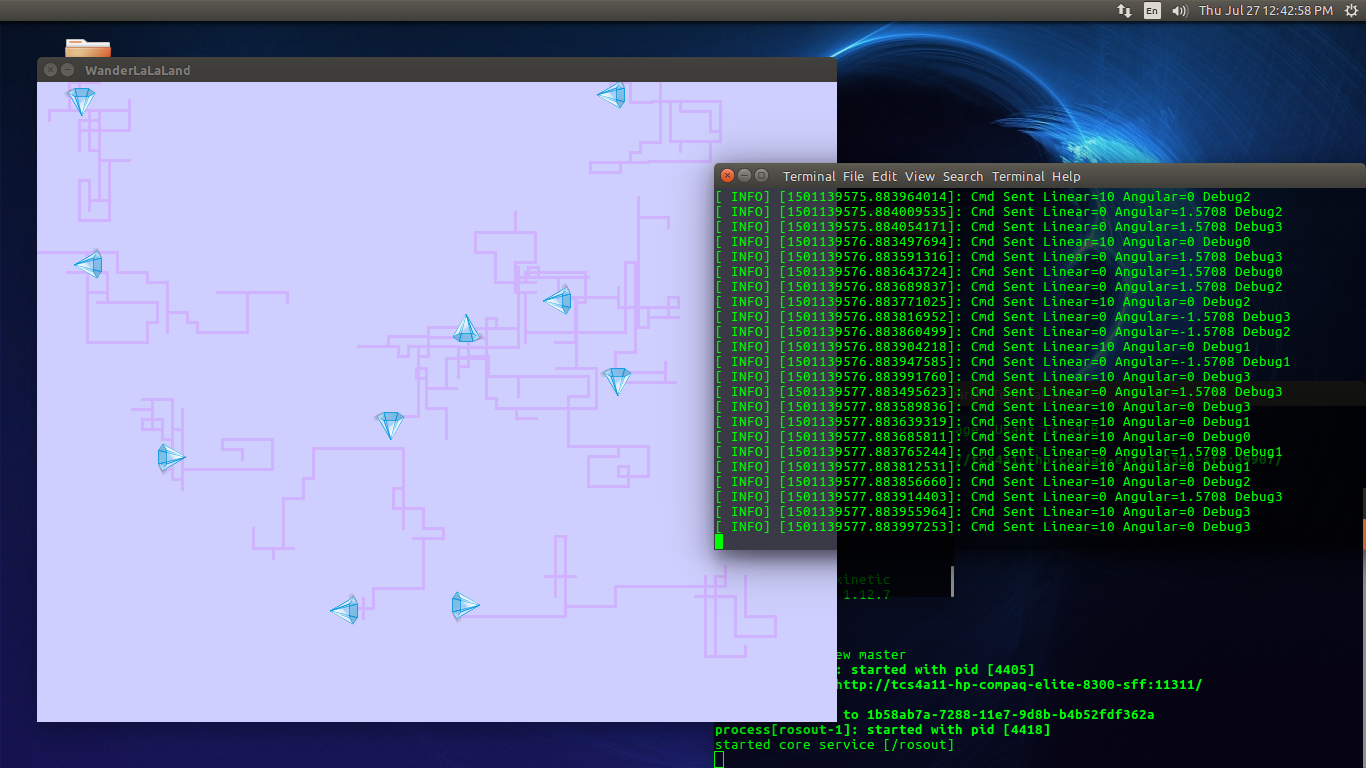 En
Thu Jul 27 12:42:58 PM
WanderLaLaLand
Terminal File Edit View Search Terminal Help
[ INFO] [1501139575.883964014]: Cmd Sent Linear=10 Angular=0 Debug2
[ INFO] [1501139575.884009535]: Cmd Sent Linear=0 Angular=1.5708 Debug2
[ INFO] [1501139575.884054171]: Cmd Sent Linear=0 Angular=1.5708 Debug3
[ INFO] [1501139576.883497694]: Cmd Sent Linear=10 Angular=0 Debug0
[ INFO] [1501139576.883591316]: Cmd Sent Linear=0 Angular=1.5708 Debug3
[ INFO] [1501139576.883643724]: Cmd Sent Linear=0 Angular=1.5708 Debug0
[ INFO] [1501139576.883689837]: Cmd Sent Linear=0 Angular=1.5708 Debug2
[ INFO] [1501139576.883771025]: Cmd Sent Linear=10 Angular=0 Debug2
[ INFO] [1501139576.883816952]: Cmd Sent Linear=0 Angular=-1.5708 Debug3
[ INFO] [1501139576.883860499]: Cmd Sent Linear=0 Angular=-1.5708 Debug2
[ INFO] [1501139576.883904218]: Cmd Sent Linear=10 Angular=0 Debug1
[ INFO] [1501139576.883947585]: Cmd Sent Linear=0 Angular=-1.5708 Debug1
[ INFO] [1501139576.883991760]: Cmd Sent Linear=10 Angular=0 Debug3
[ INFO] [1501139577.883495623]: Cmd Sent Linear=0 Angular=1.5708 Debug3
[ INFO] [1501139577.883589836]: Cmd Sent Linear=10 Angular=0 Debug3
[ INFO] [1501139577.883639319]: Cmd Sent Linear=10 Angular=0 Debug1
[ INFO] [1501139577.883685811]: Cmd Sent Linear=10 Angular=0 Debug0
[ INFO] [1501139577.883765244]: Cmd Sent Linear=0 Angular=1.5708 Debug1
[ INFO] [1501139577.883812531]: Cmd Sent Linear=10 Angular=0 Debug1
[ INFO] [1501139577.883856660]: Cmd Sent Linear=10 Angular=0 Debug2
[ INFO] [1501139577.883914403]: Cmd Sent Linear=0 Angular=1.5708 Debug3
[ INFO] [1501139577.883955964]: Cmd Sent Linear=10 Angular=0 Debug3
[ INFO] [1501139577.883997253]: Cmd Sent Linear=10 Angular=0 Debug3
kinetic
1.12.7
ew master
: started with pid [4405]
http://tcs4a11-hp-compaq-elite-8300-sff:11311/
to 1b58ab7a-7288-11e7-9d8b-b4b52fdf362a
process[rosout-1]: started with pid [4418]
started core service [/rosout]